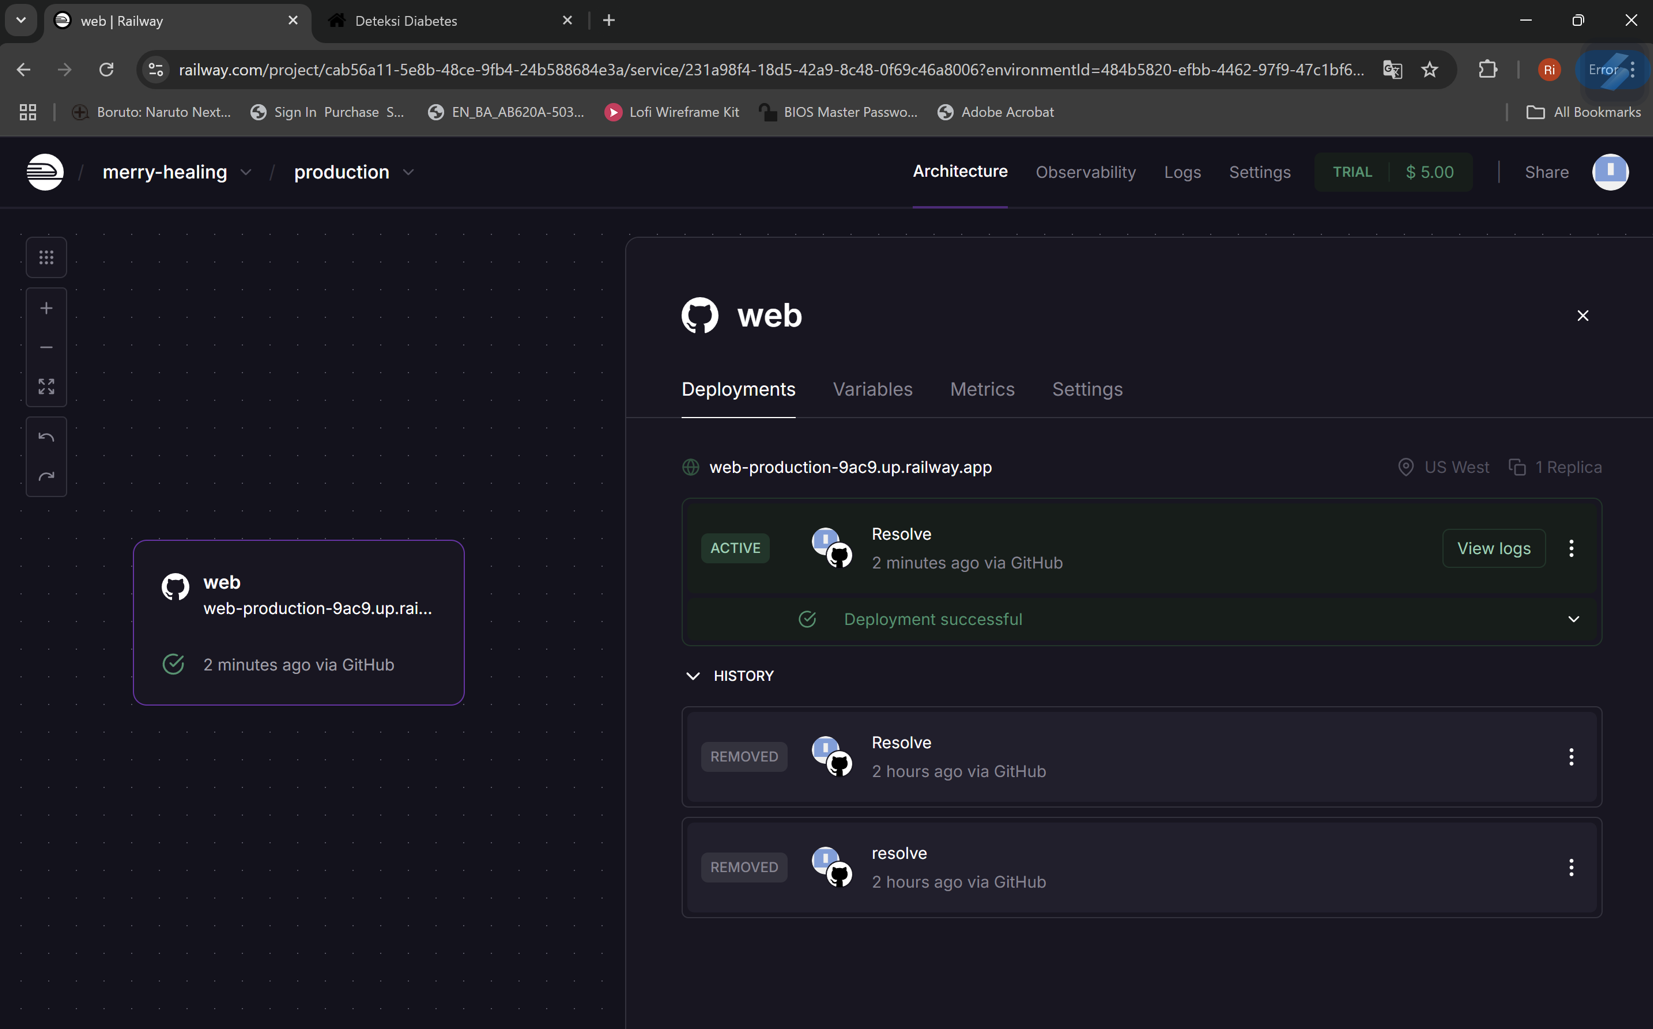 web | Railway
Deteksi Diabetes
railway.com/project/cab56a11-5e8b-48ce-9fb4-24b588684e3a/service/231a98f4-18d5-42a9-8c48-0f69c46a8006?environmentId=484b5820-efbb-4462-97f9-47c1bf6...
Ri
Error
Boruto: Naruto Next...
Sign In Purchase S...
EN_BA_AB620A-503...
Lofi Wireframe Kit
BIOS Master Passwo...
Adobe Acrobat
All Bookmarks
/ merry-healing / production
Architecture
Observability
Logs
Settings
TRIAL $ 5.00
Share
web
Deployments
Variables
Metrics
Settings
web-production-9ac9.up.railway.app
US West
1 Replica
ACTIVE
Resolve
2 minutes ago via GitHub
View logs
Deployment successful
web
web-production-9ac9.up.rai...
2 minutes ago via GitHub
HISTORY
REMOVED
Resolve
2 hours ago via GitHub
REMOVED
resolve
2 hours ago via GitHub